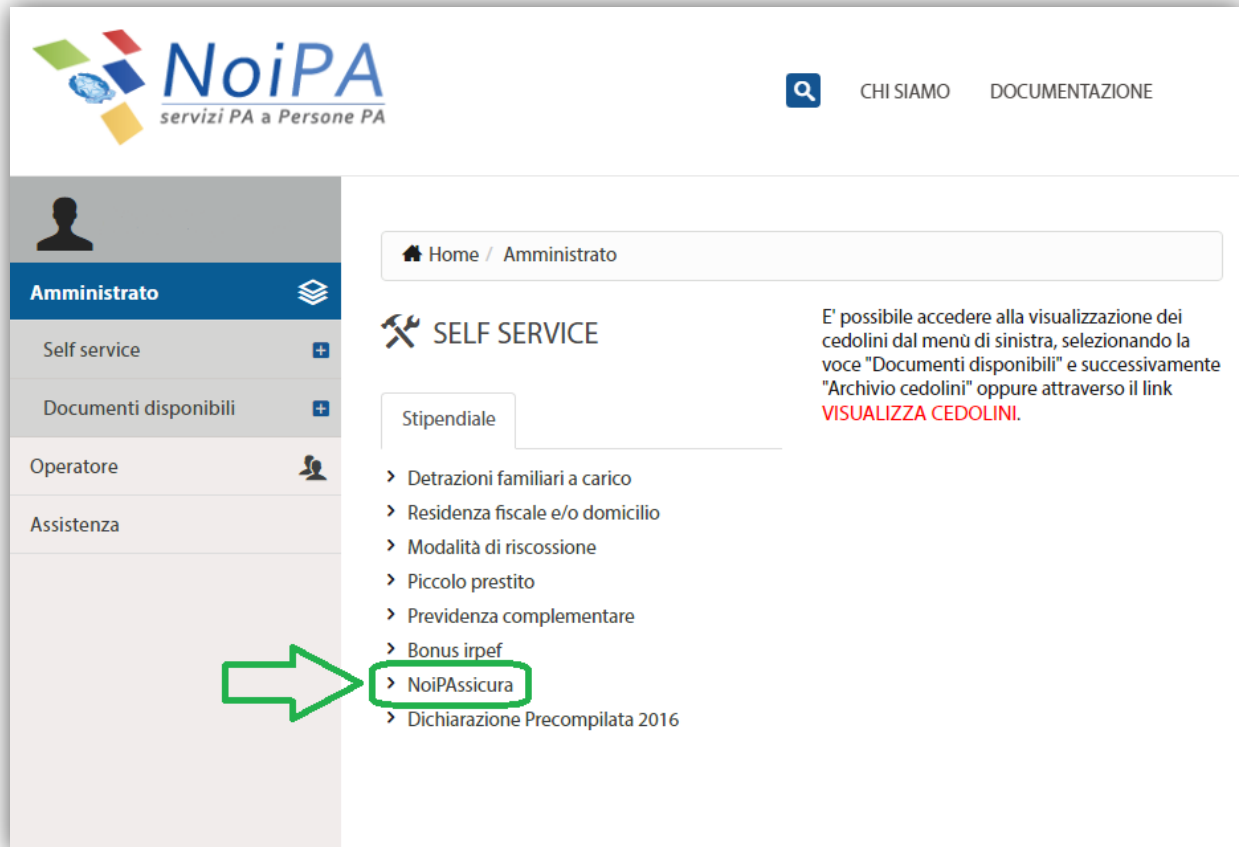 NoiPA
servizi PA a Persone PA
CHI SIAMO
DOCUMENTAZIONE
Amministrato
Self service
Documenti disponibili
Operatore
Assistenza
Home / Amministrato
SELF SERVICE
Stipendiale
Detrazioni familiari a carico
Residenza fiscale e/o domicilio
Modalità di riscossione
Piccolo prestito
Previdenza complementare
Bonus irpef
NoiPAssicura
Dichiarazione Precompilata 2016
E' possibile accedere alla visualizzazione dei
cedolini dal menù di sinistra, selezionando la
voce "Documenti disponibili" e successivamente
"Archivio cedolini" oppure attraverso il link
VISUALIZZA CEDOLINI.